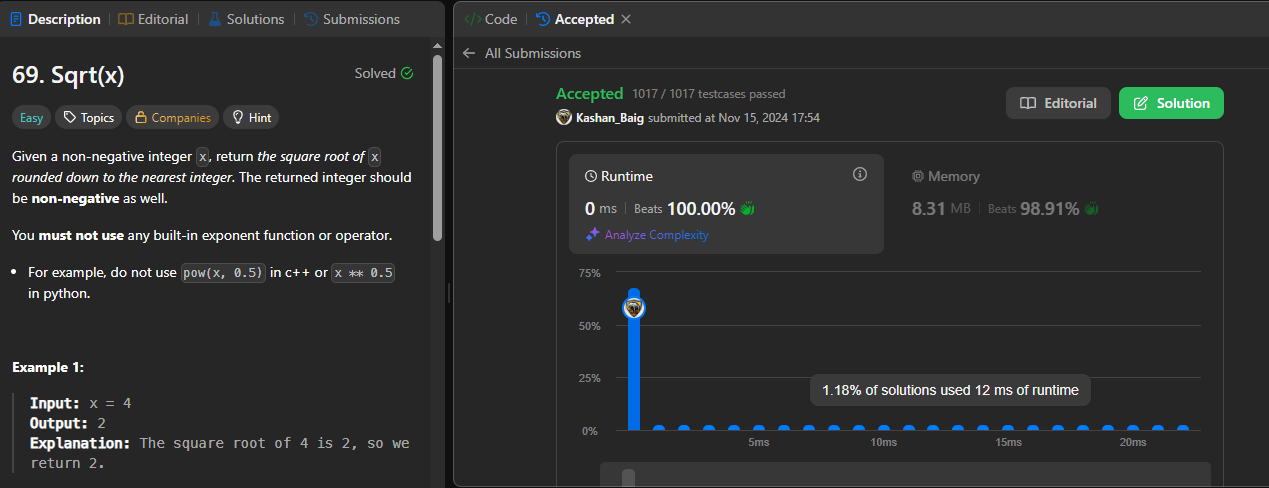 Description
Editorial
Solutions
Submissions
69. Sqrt(x)
Solved
Easy
Topics
Companies
Hint
Given a non-negative integer x, return the square root of x
rounded down to the nearest integer. The returned integer should
be non-negative as well.
You must not use any built-in exponent function or operator.
• For example, do not use pow(x, 0.5) in c++ or x ** 0.5
in python.
Example 1:
Input: x = 4
Output: 2
Explanation: The square root of 4 is 2, so we
return 2.
</> Code
Accepted
All Submissions
Accepted 1017 / 1017 testcases passed
Kashan_Baig submitted at Nov 15, 2024 17:54
Editorial
Solution
Runtime
0 ms | Beats 100.00%
Analyze Complexity
Memory
8.31 MB | Beats 98.91%
75%
50%
25%
0%
1.18% of solutions used 12 ms of runtime
5ms
10ms
15ms
20ms